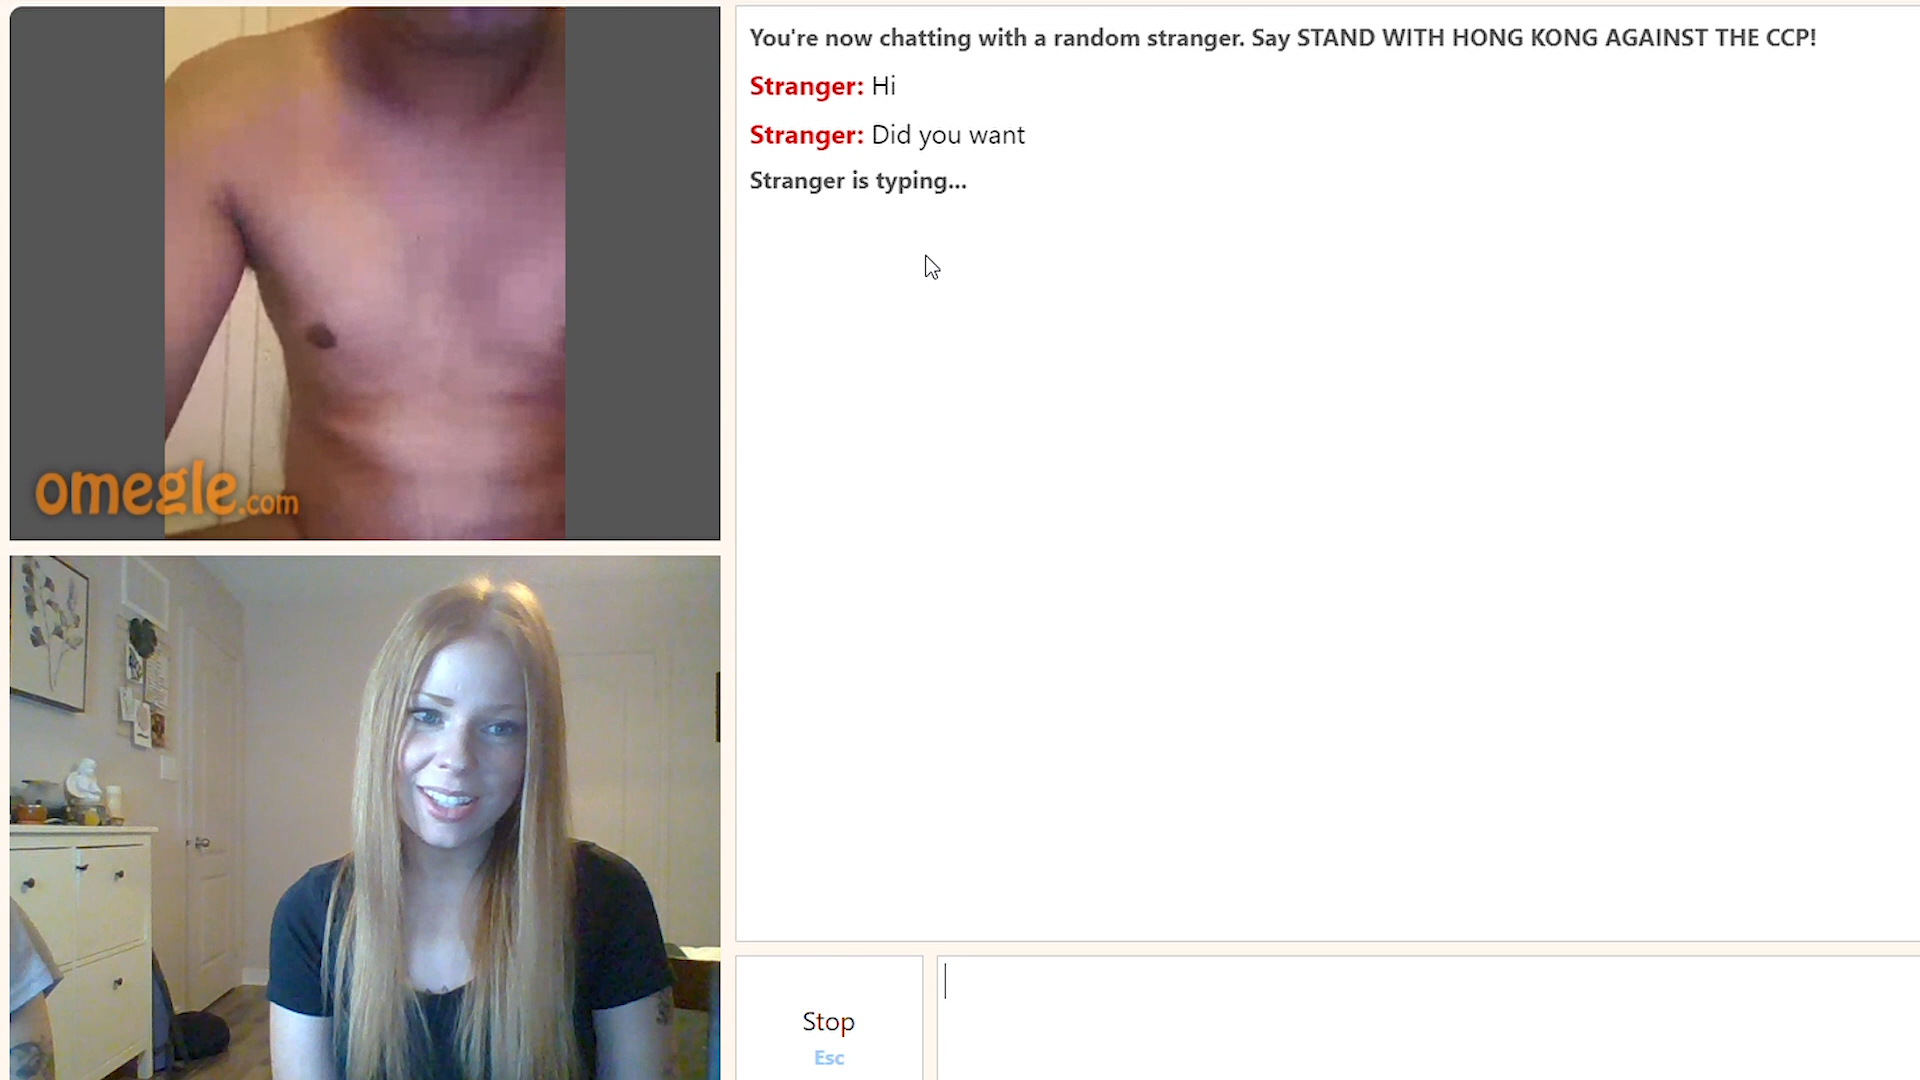 You're now chatting with a random stranger. Say STAND WITH HONG KONG AGAINST THE CCP!
Stranger: Hi
Stranger: Did you want
Stranger is typing...
omegle.com
Stop
Esc